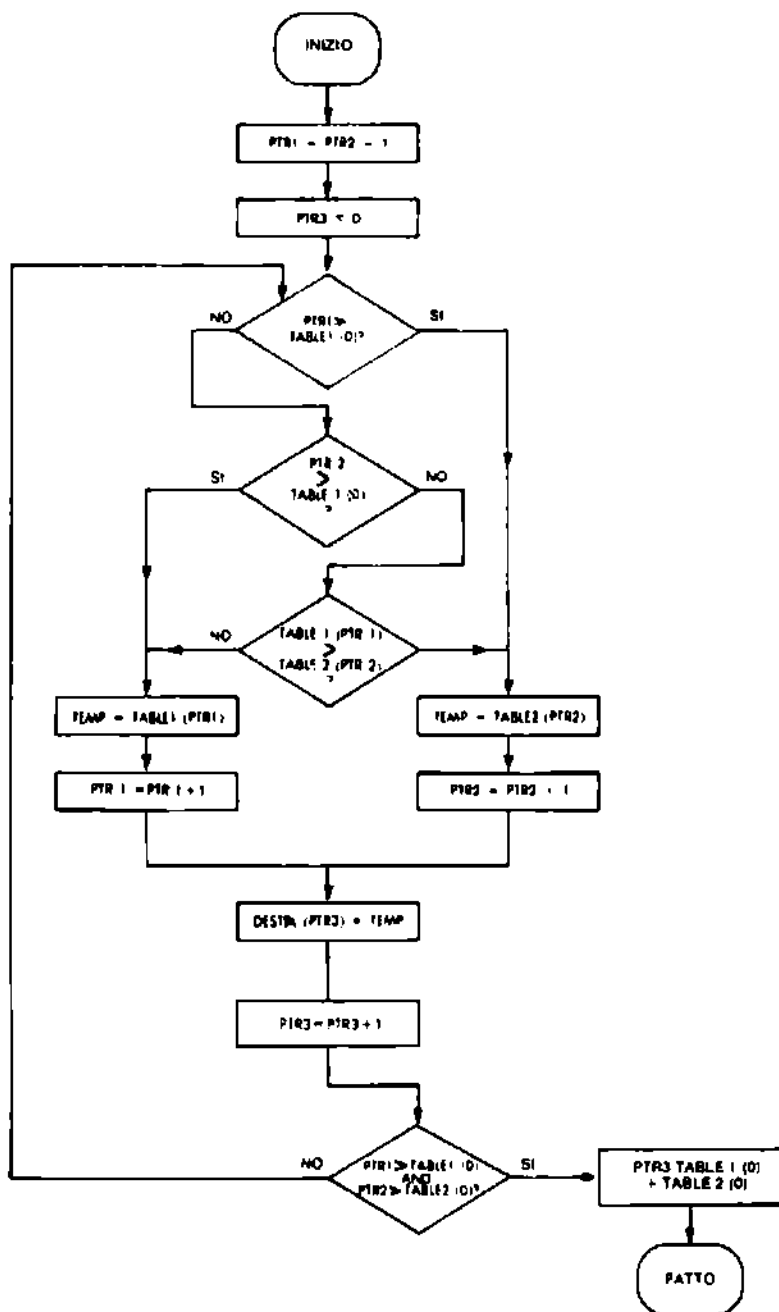 INIZIO
PTR1 = PTR2 = 1
PTR3 = 0
PTR1 >
TABLE1 (0)?
NO
SI
PTR 2
>
TABLE 1 (0)
?
SI
NO
TABLE 1 (PTR 1)
>
TABLE 2 (PTR 2)
?
NO
TEMP = TABLE1 (PTR1)
TEMP = TABLE2 (PTR2)
PTR 1 = PTR 1 + 1
PTR2 = PTR2 + 1
DESTIN (PTR3) = TEMP
PTR3 = PTR3 + 1
PTR1 > TABLE1 (0)
AND
PTR2 > TABLE2 (0)?
NO
SI
PTR3 TABLE 1 (0)
+ TABLE 2 (0)
FATTO